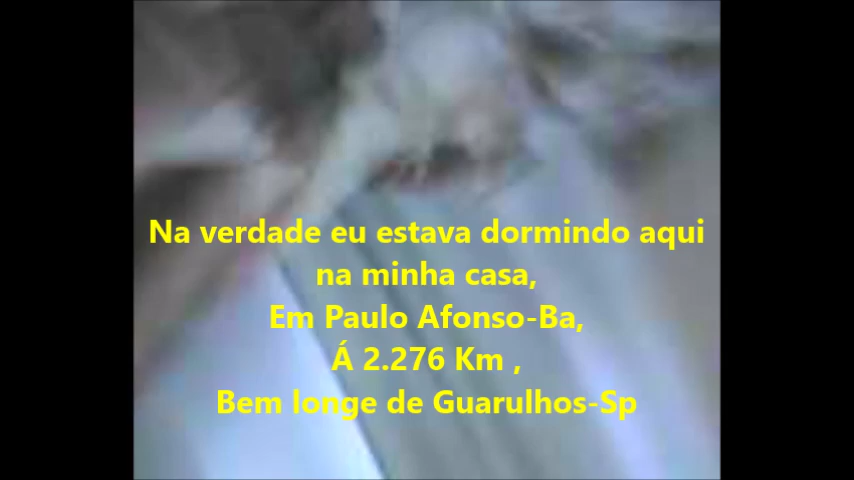 Na verdade eu estava dormindo aqui
na minha casa,
Em Paulo Afonso-Ba,
Á 2.276 Km ,
Bem longe de Guarulhos-Sp